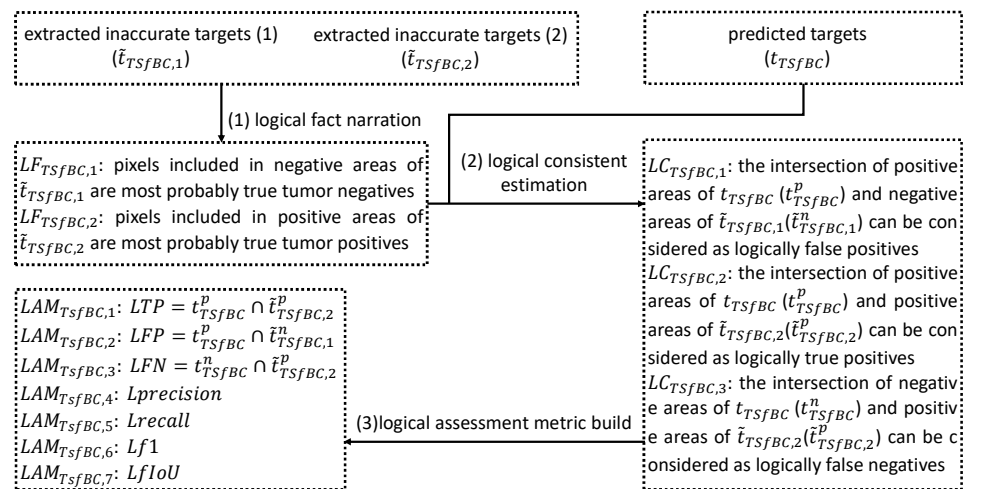 extracted inaccurate targets (1)
(t̃_{TSfBC,1})
extracted inaccurate targets (2)
(t̃_{TSfBC,2})
predicted targets
(t_{TSfBC})
(1) logical fact narration
LF_{TSfBC,1}: pixels included in negative areas of
t̃_{TSfBC,1} are most probably true tumor negatives
LF_{TSfBC,2}: pixels included in positive areas of
t̃_{TSfBC,2} are most probably true tumor positives
(2) logical consistent
estimation
LC_{TSfBC,1}: the intersection of positive
areas of t_{TSfBC} (t^p_{TSfBC}) and negative
areas of t̃_{TSfBC,1}(t̃^n_{TSfBC,1}) can be con
sidered as logically false positives
LC_{TSfBC,2}: the intersection of positive
areas of t_{TSfBC} (t^p_{TSfBC}) and positive
areas of t̃_{TSfBC,2}(t̃^p_{TSfBC,2}) can be con
sidered as logically true positives
LC_{TSfBC,3}: the intersection of negativ
e areas of t_{TSfBC} (t^n_{TSfBC}) and positiv
e areas of t̃_{TSfBC,2}(t̃^p_{TSfBC,2}) can be c
onsidered as logically false negatives
(3)logical assessment metric build
LAM_{TsfBC,1}: LTP = t^p_{TSfBC} ∩ t̃^p_{TSfBC,2}
LAM_{TsfBC,2}: LFP = t^p_{TSfBC} ∩ t̃^n_{TSfBC,1}
LAM_{TsfBC,3}: LFN = t^n_{TSfBC} ∩ t̃^p_{TSfBC,2}
LAM_{TsfBC,4}: Lprecision
LAM_{TsfBC,5}: Lrecall
LAM_{TsfBC,6}: Lf1
LAM_{TsfBC,7}: LfIoU